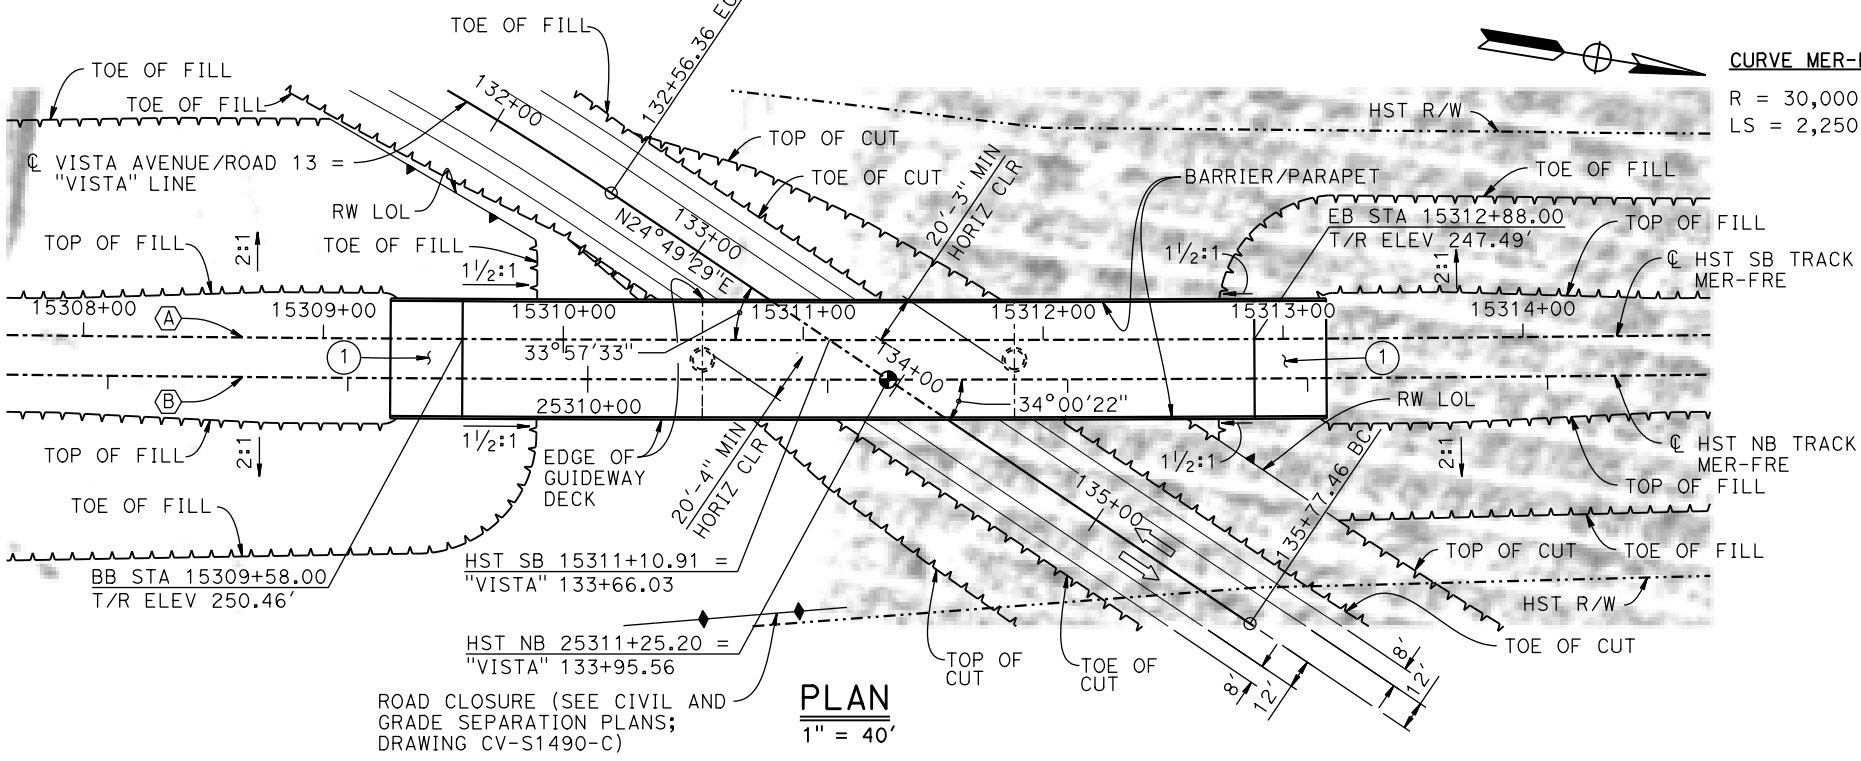 TOE OF FILL
132+56.36 EC
TOE OF FILL
TOE OF FILL
132+00
CURVE MER-
R = 30,000
LS = 2,250
HST R/W
TOP OF CUT
℄ VISTA AVENUE/ROAD 13 =
"VISTA" LINE
TOE OF CUT
20'-3" MIN
HORIZ CLR
BARRIER/PARAPET
TOE OF FILL
RW LOL
N24°49'29"E
133+00
EB STA 15312+88.00
T/R ELEV 247.49'
TOP OF FILL
TOP OF FILL
2:1
TOE OF FILL
1½:1
1½:1
2:1
℄ HST SB TRACK
MER-FRE
15308+00
15309+00
15310+00
15311+00
15312+00
15313+00
15314+00
A
1
33°57'33"
134+00
1
B
25310+00
34°00'22"
RW LOL
TOP OF FILL
2:1
1½:1
EDGE OF
GUIDEWAY
DECK
20'-4" MIN
HORIZ CLR
1½:1
2:1
℄ HST NB TRACK
MER-FRE
TOP OF FILL
TOE OF FILL
135+00
135+77.46 BC
TOP OF CUT
TOE OF FILL
BB STA 15309+58.00
T/R ELEV 250.46'
HST SB 15311+10.91 =
"VISTA" 133+66.03
HST R/W
HST NB 25311+25.20 =
"VISTA" 133+95.56
TOP OF
CUT
TOE OF
CUT
TOE OF CUT
8'
12'
8'
12'
ROAD CLOSURE (SEE CIVIL AND
GRADE SEPARATION PLANS;
DRAWING CV-S1490-C)
PLAN
1" = 40'